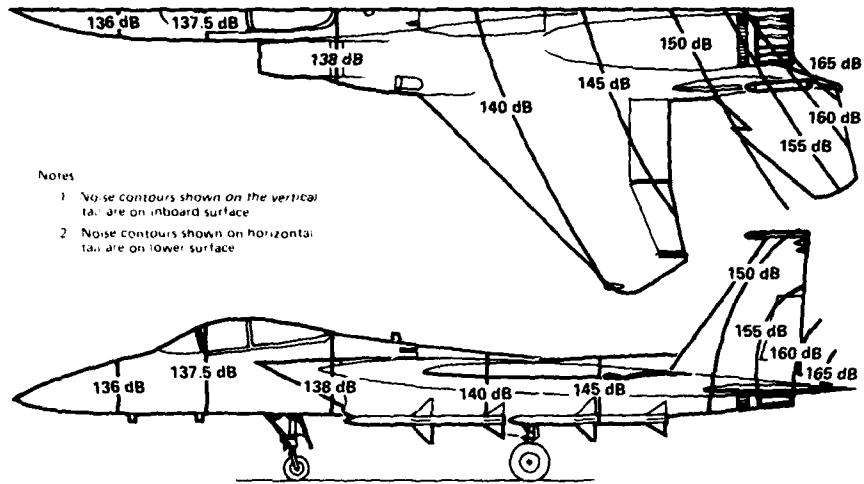 136 dB
137.5 dB
138 dB
140 dB
145 dB
150 dB
165 dB
160 dB
155 dB
Notes
1 Noise contours shown on the vertical
tail are on inboard surface
2 Noise contours shown on horizontal
tail are on lower surface
150 dB
155 dB
160 dB
165 dB
136 dB
137.5 dB
138 dB
140 dB
145 dB